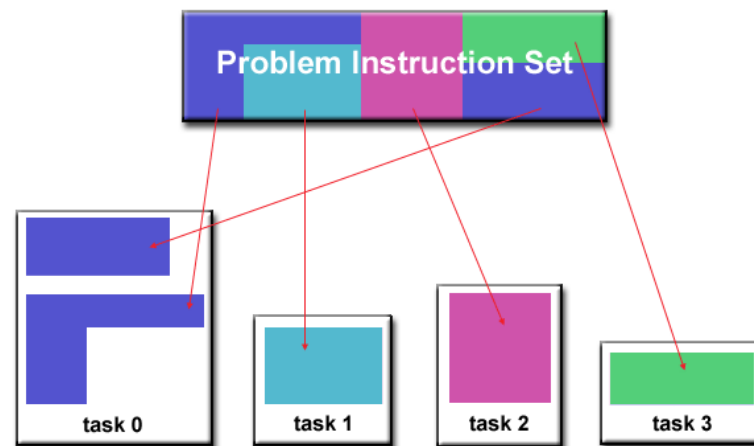 Problem Instruction Set
task 0
task 1
task 2
task 3